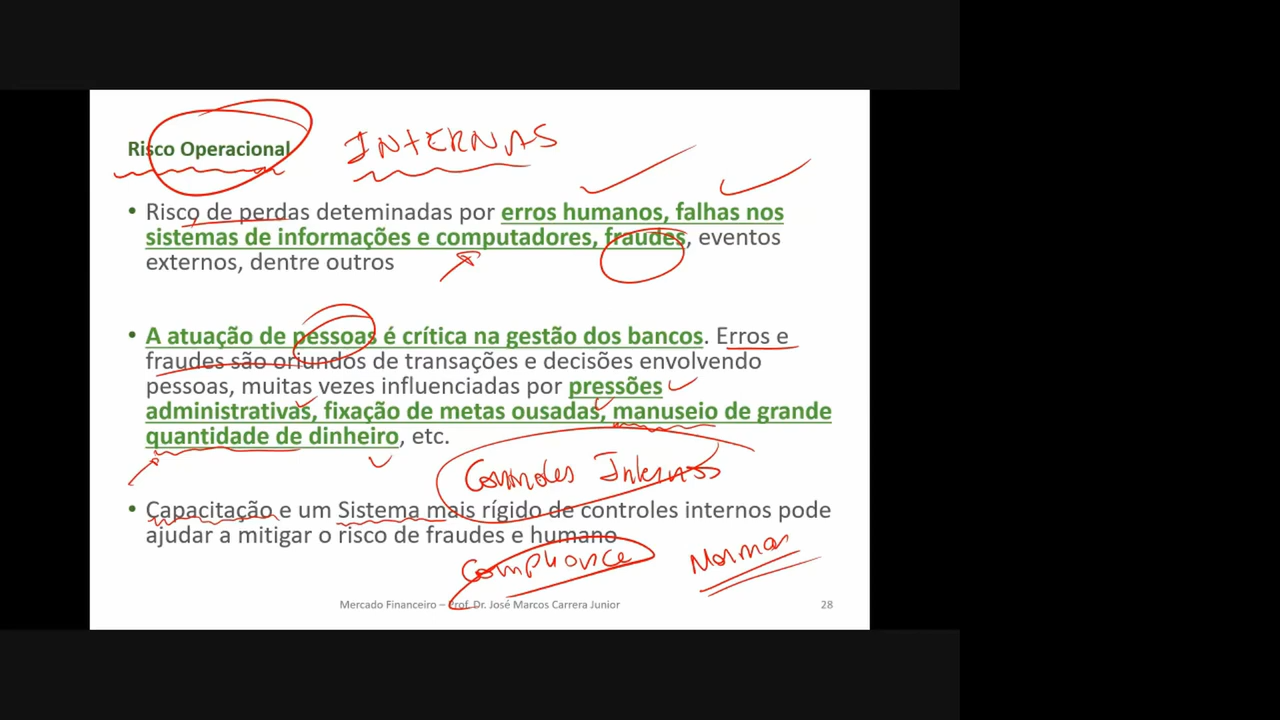 Risco Operacional
INTERNAS
• Risco de perdas deteminadas por erros humanos, falhas nos
sistemas de informações e computadores, fraudes, eventos
externos, dentre outros
• A atuação de pessoas é crítica na gestão dos bancos. Erros e
fraudes são oriundos de transações e decisões envolvendo
pessoas, muitas vezes influenciadas por pressões
administrativas, fixação de metas ousadas, manuseio de grande
quantidade de dinheiro, etc.
Controles Internos
• Capacitação e um Sistema mais rígido de controles internos pode
ajudar a mitigar o risco de fraudes e humano
Compliance Normas
Mercado Financeiro – Prof. Dr. José Marcos Carrera Junior 28